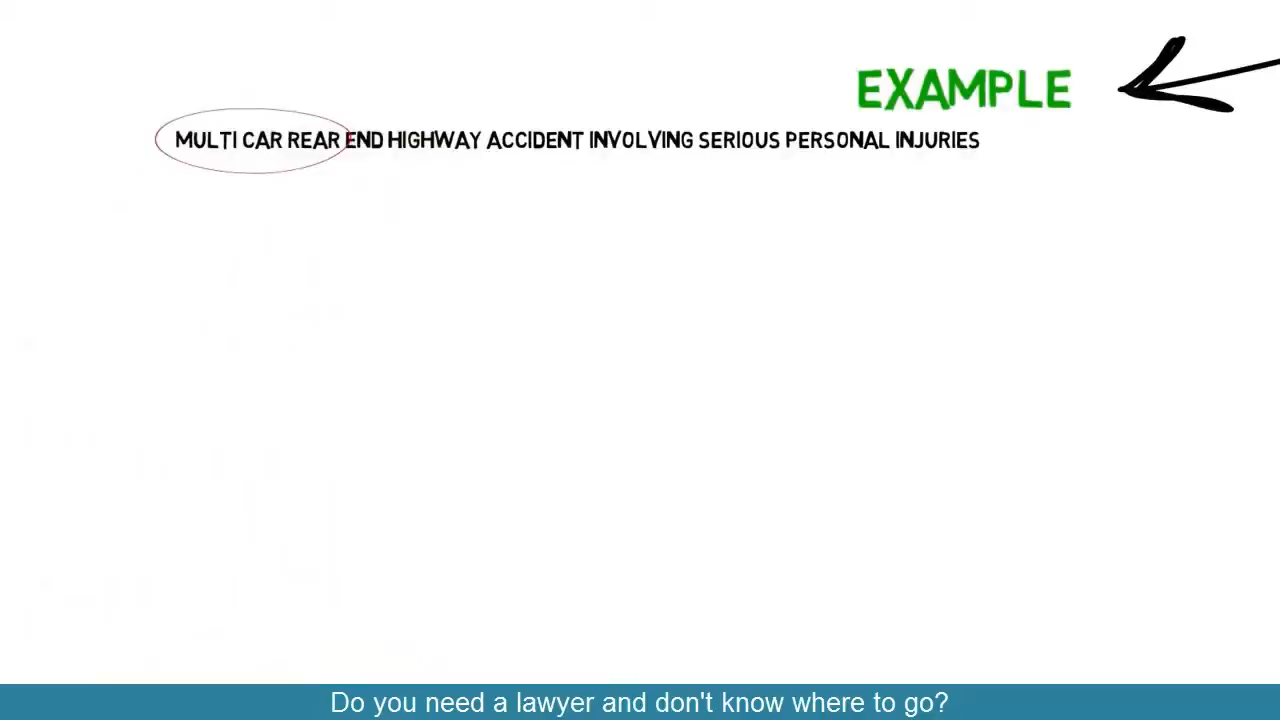 EXAMPLE
MULTI CAR REAR END HIGHWAY ACCIDENT INVOLVING SERIOUS PERSONAL INJURIES
Do you need a lawyer and don't know where to go?